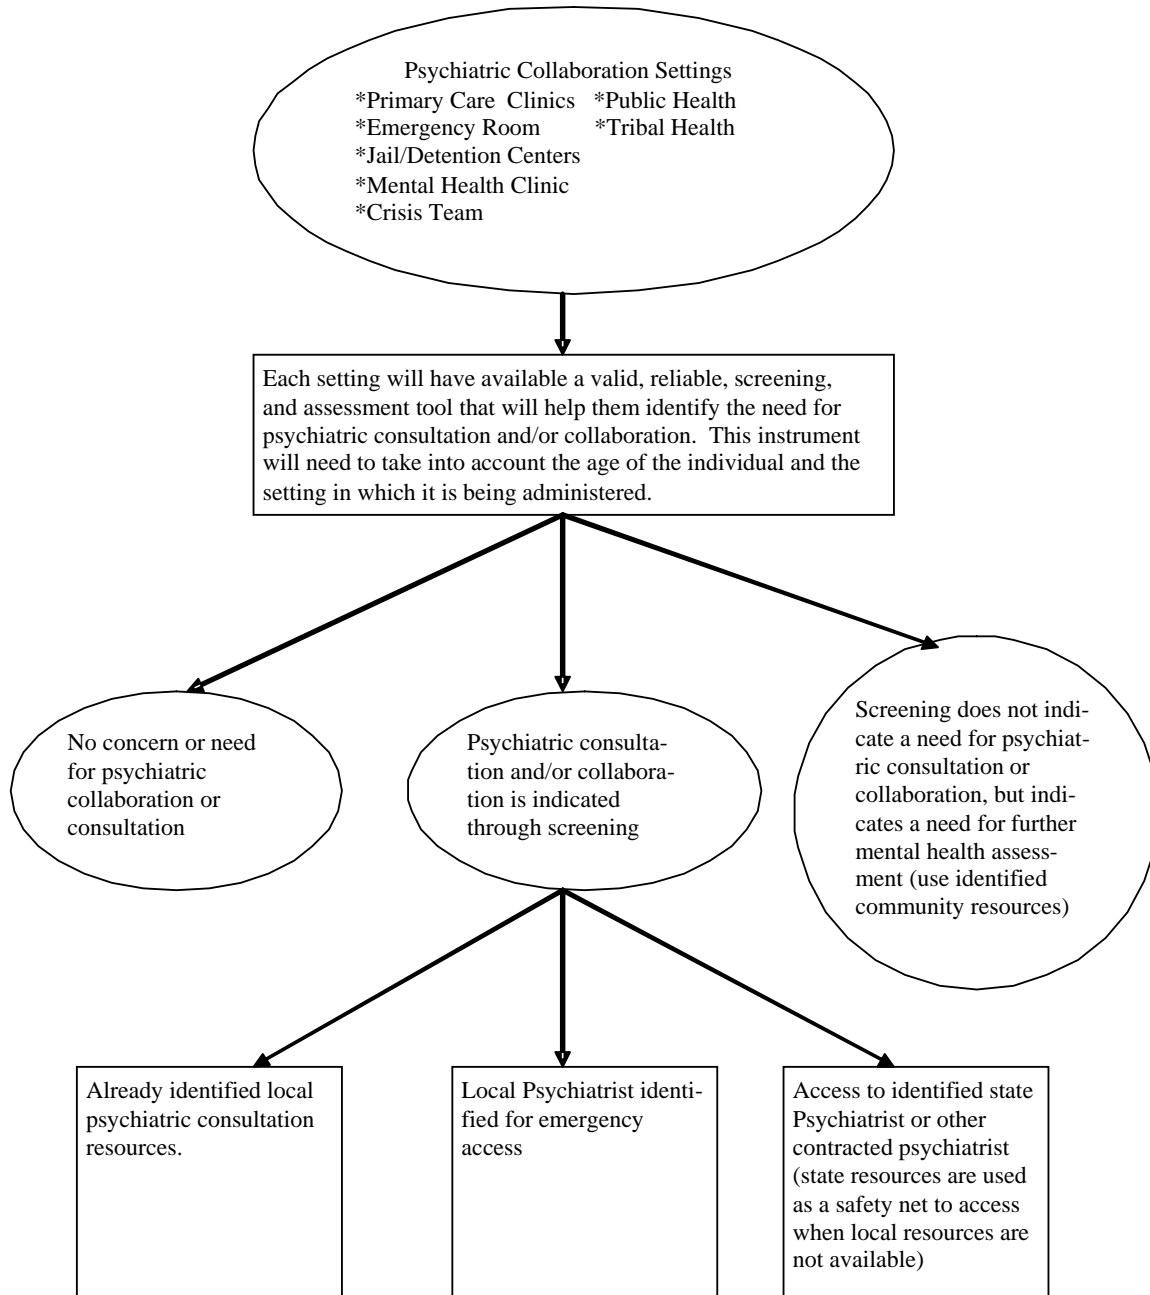 Psychiatric Collaboration Settings
*Primary Care Clinics *Public Health
*Emergency Room *Tribal Health
*Jail/Detention Centers
*Mental Health Clinic
*Crisis Team
Each setting will have available a valid, reliable, screening,
and assessment tool that will help them identify the need for
psychiatric consultation and/or collaboration. This instrument
will need to take into account the age of the individual and the
setting in which it is being administered.
No concern or need
for psychiatric
collaboration or
consultation
Psychiatric consulta-
tion and/or collabora-
tion is indicated
through screening
Screening does not indi-
cate a need for psychiat-
ric consultation or
collaboration, but indi-
cates a need for further
mental health assess-
ment (use identified
community resources)
Already identified local
psychiatric consultation
resources.
Local Psychiatrist identi-
fied for emergency
access
Access to identified state
Psychiatrist or other
contracted psychiatrist
(state resources are used
as a safety net to access
when local resources are
not available)